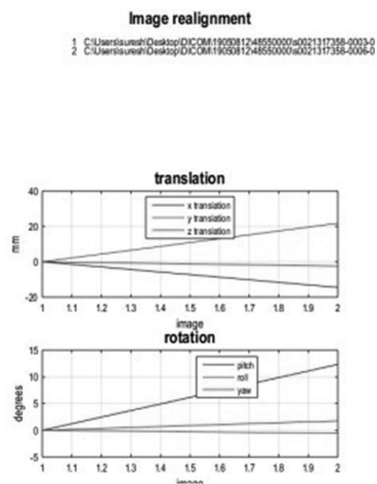 Image realignment
1 C:\Users\suresh\Desktop\DICOM\19050812\48550000\s0021317358-0003-0
2 C:\Users\suresh\Desktop\DICOM\19050812\48550000\s0021317358-0006-0
translation
40
20
0
-20
mm
x translation
y translation
z translation
1 1.1 1.2 1.3 1.4 1.5 1.6 1.7 1.8 1.9 2
image
rotation
15
10
5
0
-5
degrees
pitch
roll
yaw
1 1.1 1.2 1.3 1.4 1.5 1.6 1.7 1.8 1.9 2
image